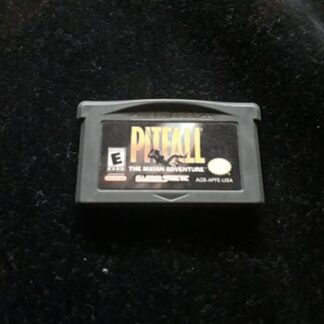 PITFALL
THE MAYAN ADVENTURE
E
AGB-APFE-USA